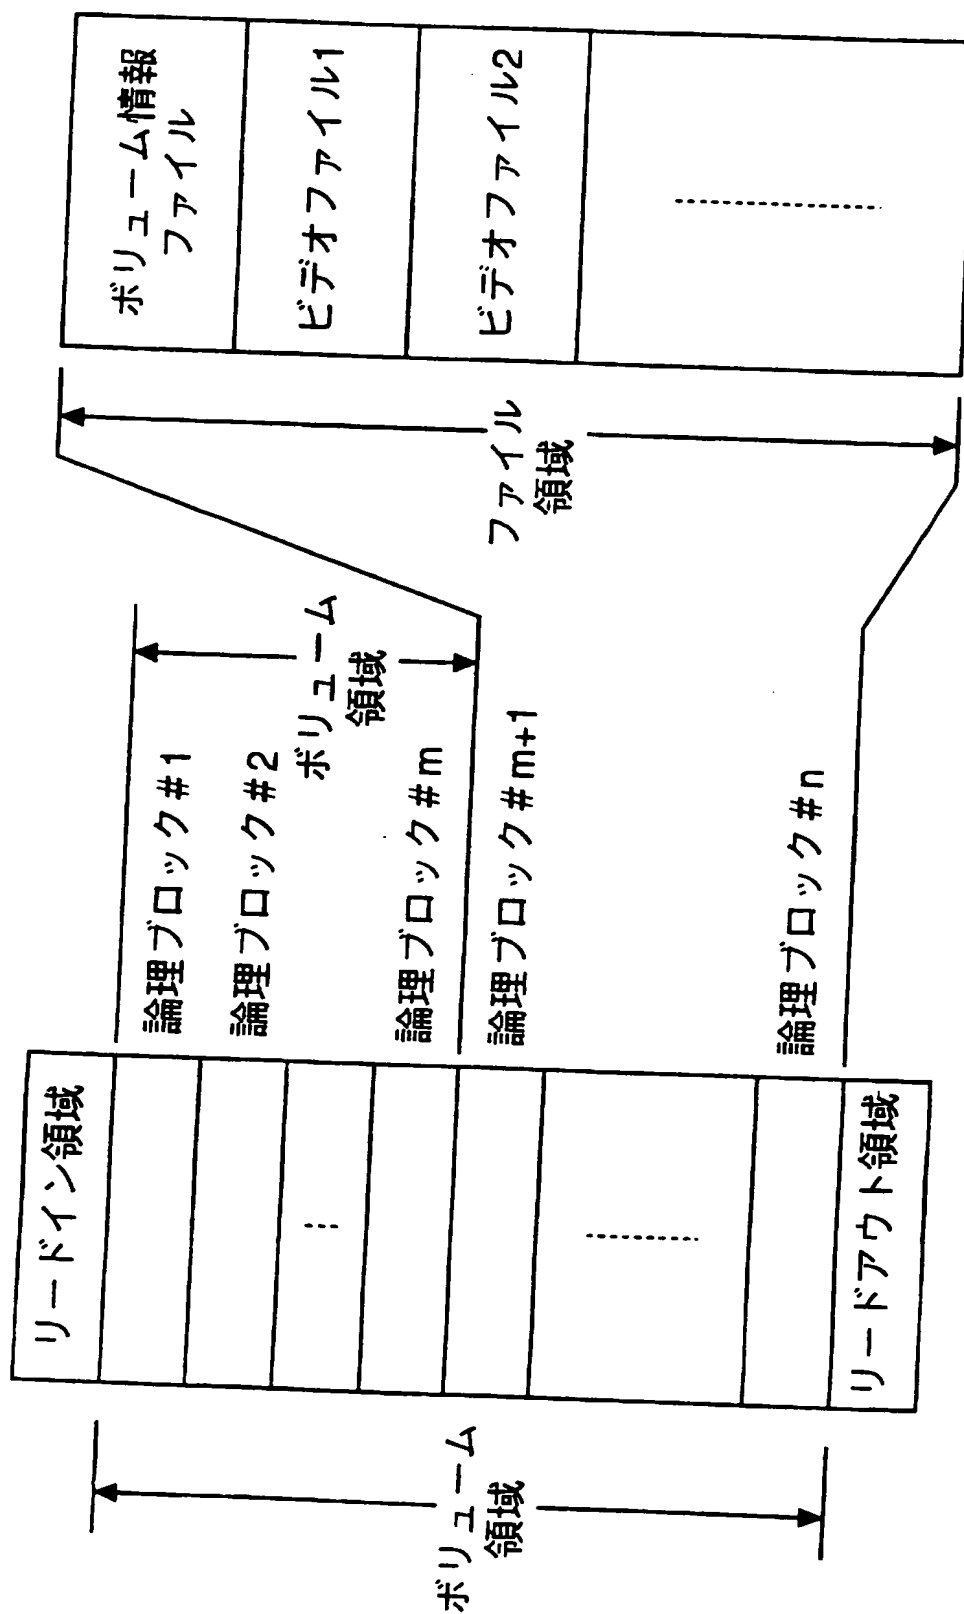 ボリューム
領域
リードイン領域
リードアウト領域
論理ブロック#1
論理ブロック#2
論理ブロック#m
論理ブロック#m+1
論理ブロック#n
ボリューム
領域
ファイル
領域
ボリューム情報
ファイル
ビデオファイル1
ビデオファイル2